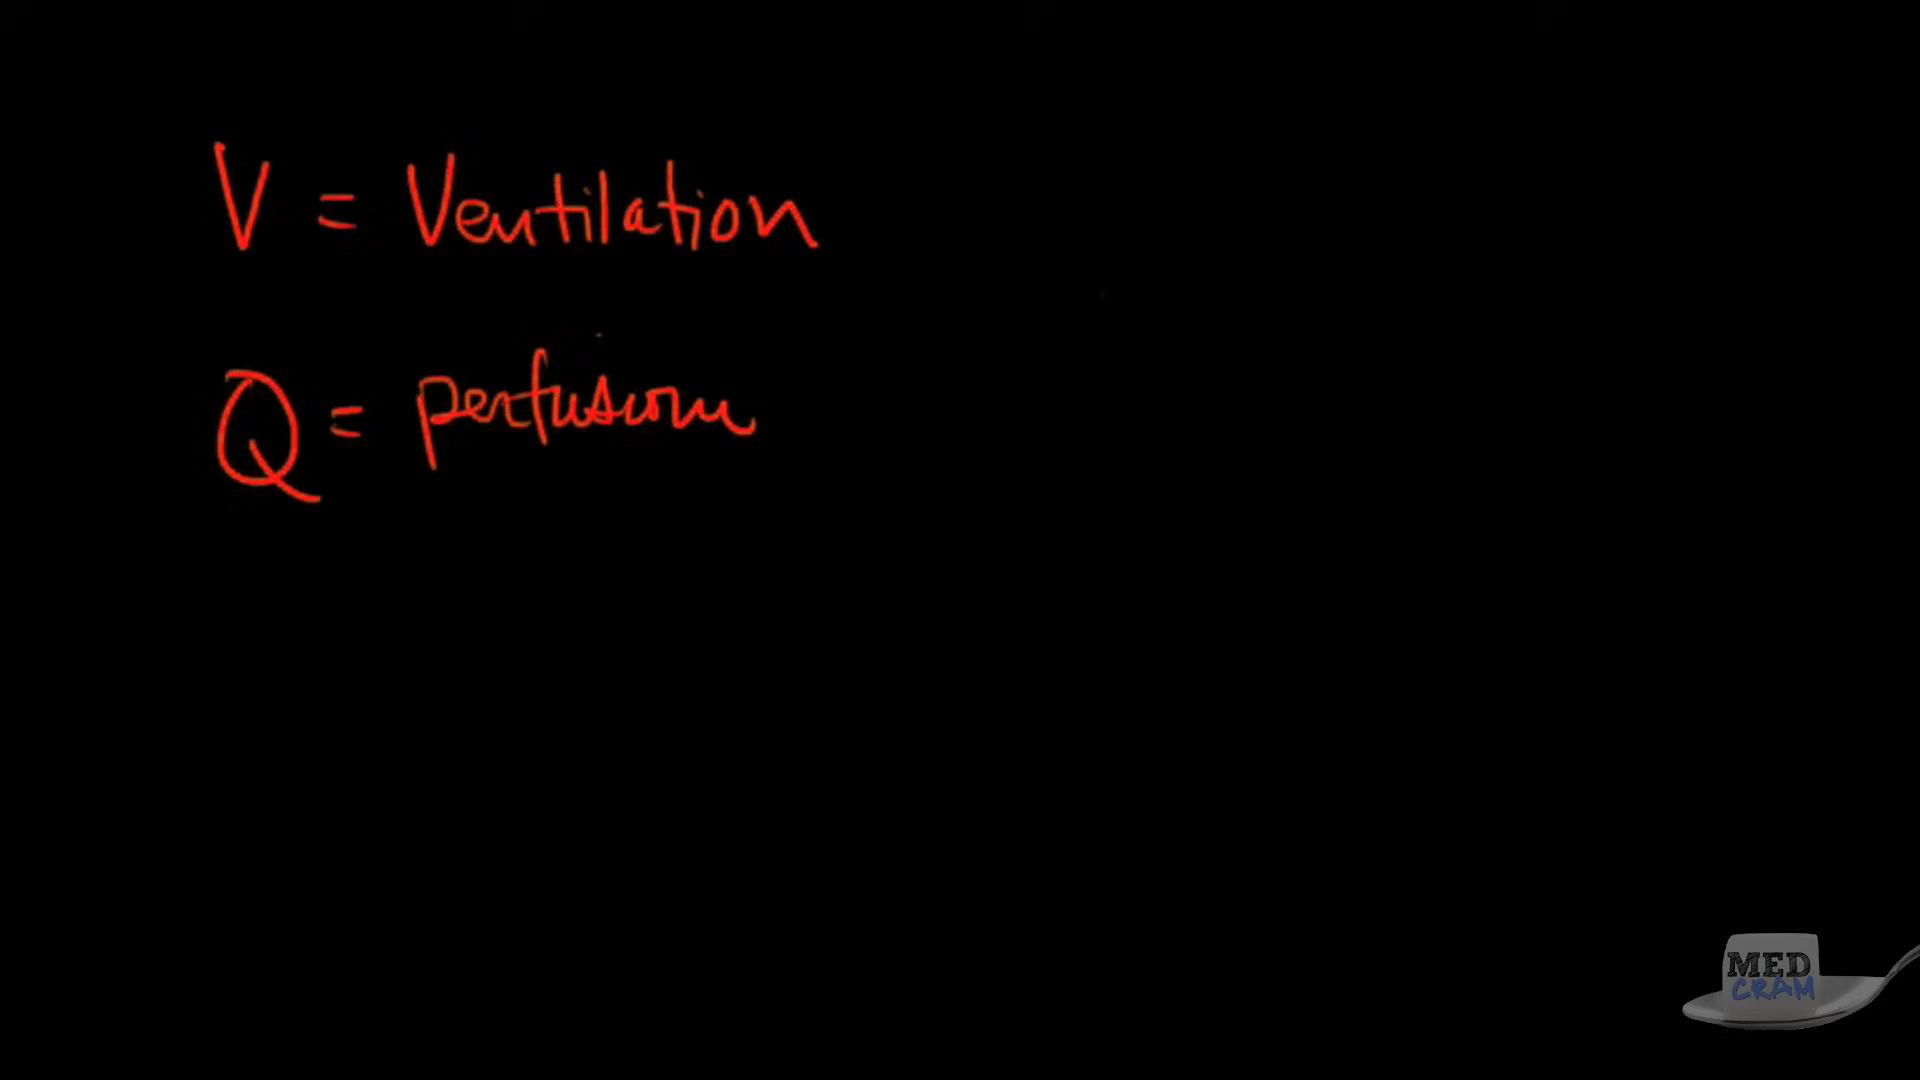 V = Ventilation
Q = perfusion
MED
CRAM